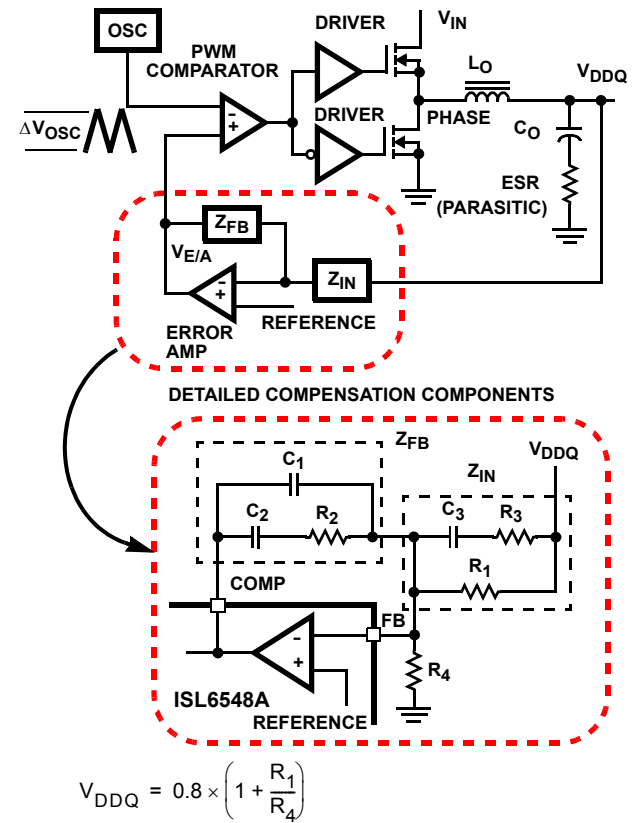 OSC
PWM
COMPARATOR
DRIVER
V_IN
L_O
V_DDQ
ΔV_OSC
-
+
DRIVER
PHASE
C_O
ESR
(PARASITIC)
Z_FB
V_E/A
Z_IN
-
+
REFERENCE
ERROR
AMP
DETAILED COMPENSATION COMPONENTS
Z_FB
V_DDQ
C_1
Z_IN
C_2
R_2
C_3
R_3
R_1
COMP
FB
-
+
R_4
ISL6548A
REFERENCE
V_DDQ = 0.8 × (1 + R_1/R_4)